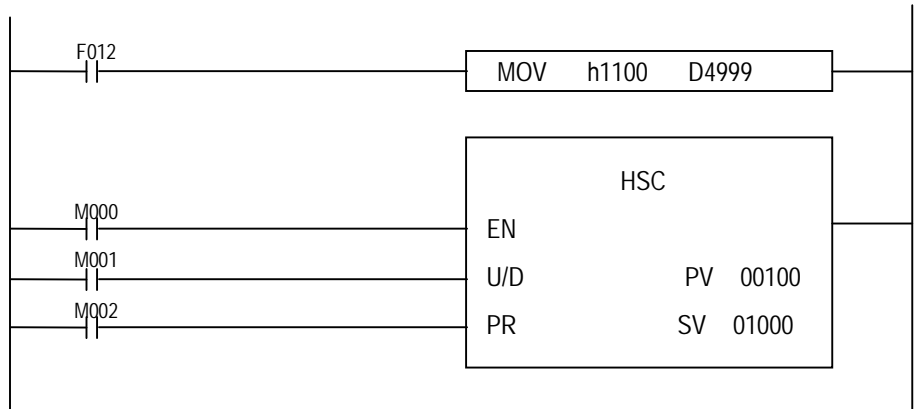 F012
MOV h1100 D4999
HSC
M000
EN
M001
U/D PV 00100
M002
PR SV 01000